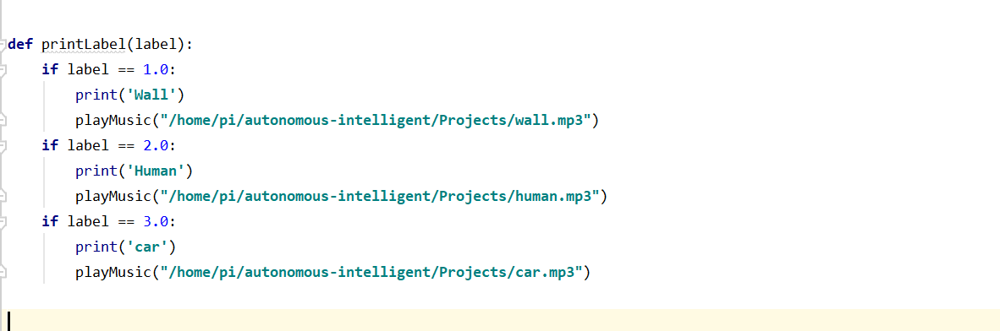 def printLabel(label):
    if label == 1.0:
        print('Wall')
        playMusic("/home/pi/autonomous-intelligent/Projects/wall.mp3")
    if label == 2.0:
        print('Human')
        playMusic("/home/pi/autonomous-intelligent/Projects/human.mp3")
    if label == 3.0:
        print('car')
        playMusic("/home/pi/autonomous-intelligent/Projects/car.mp3")